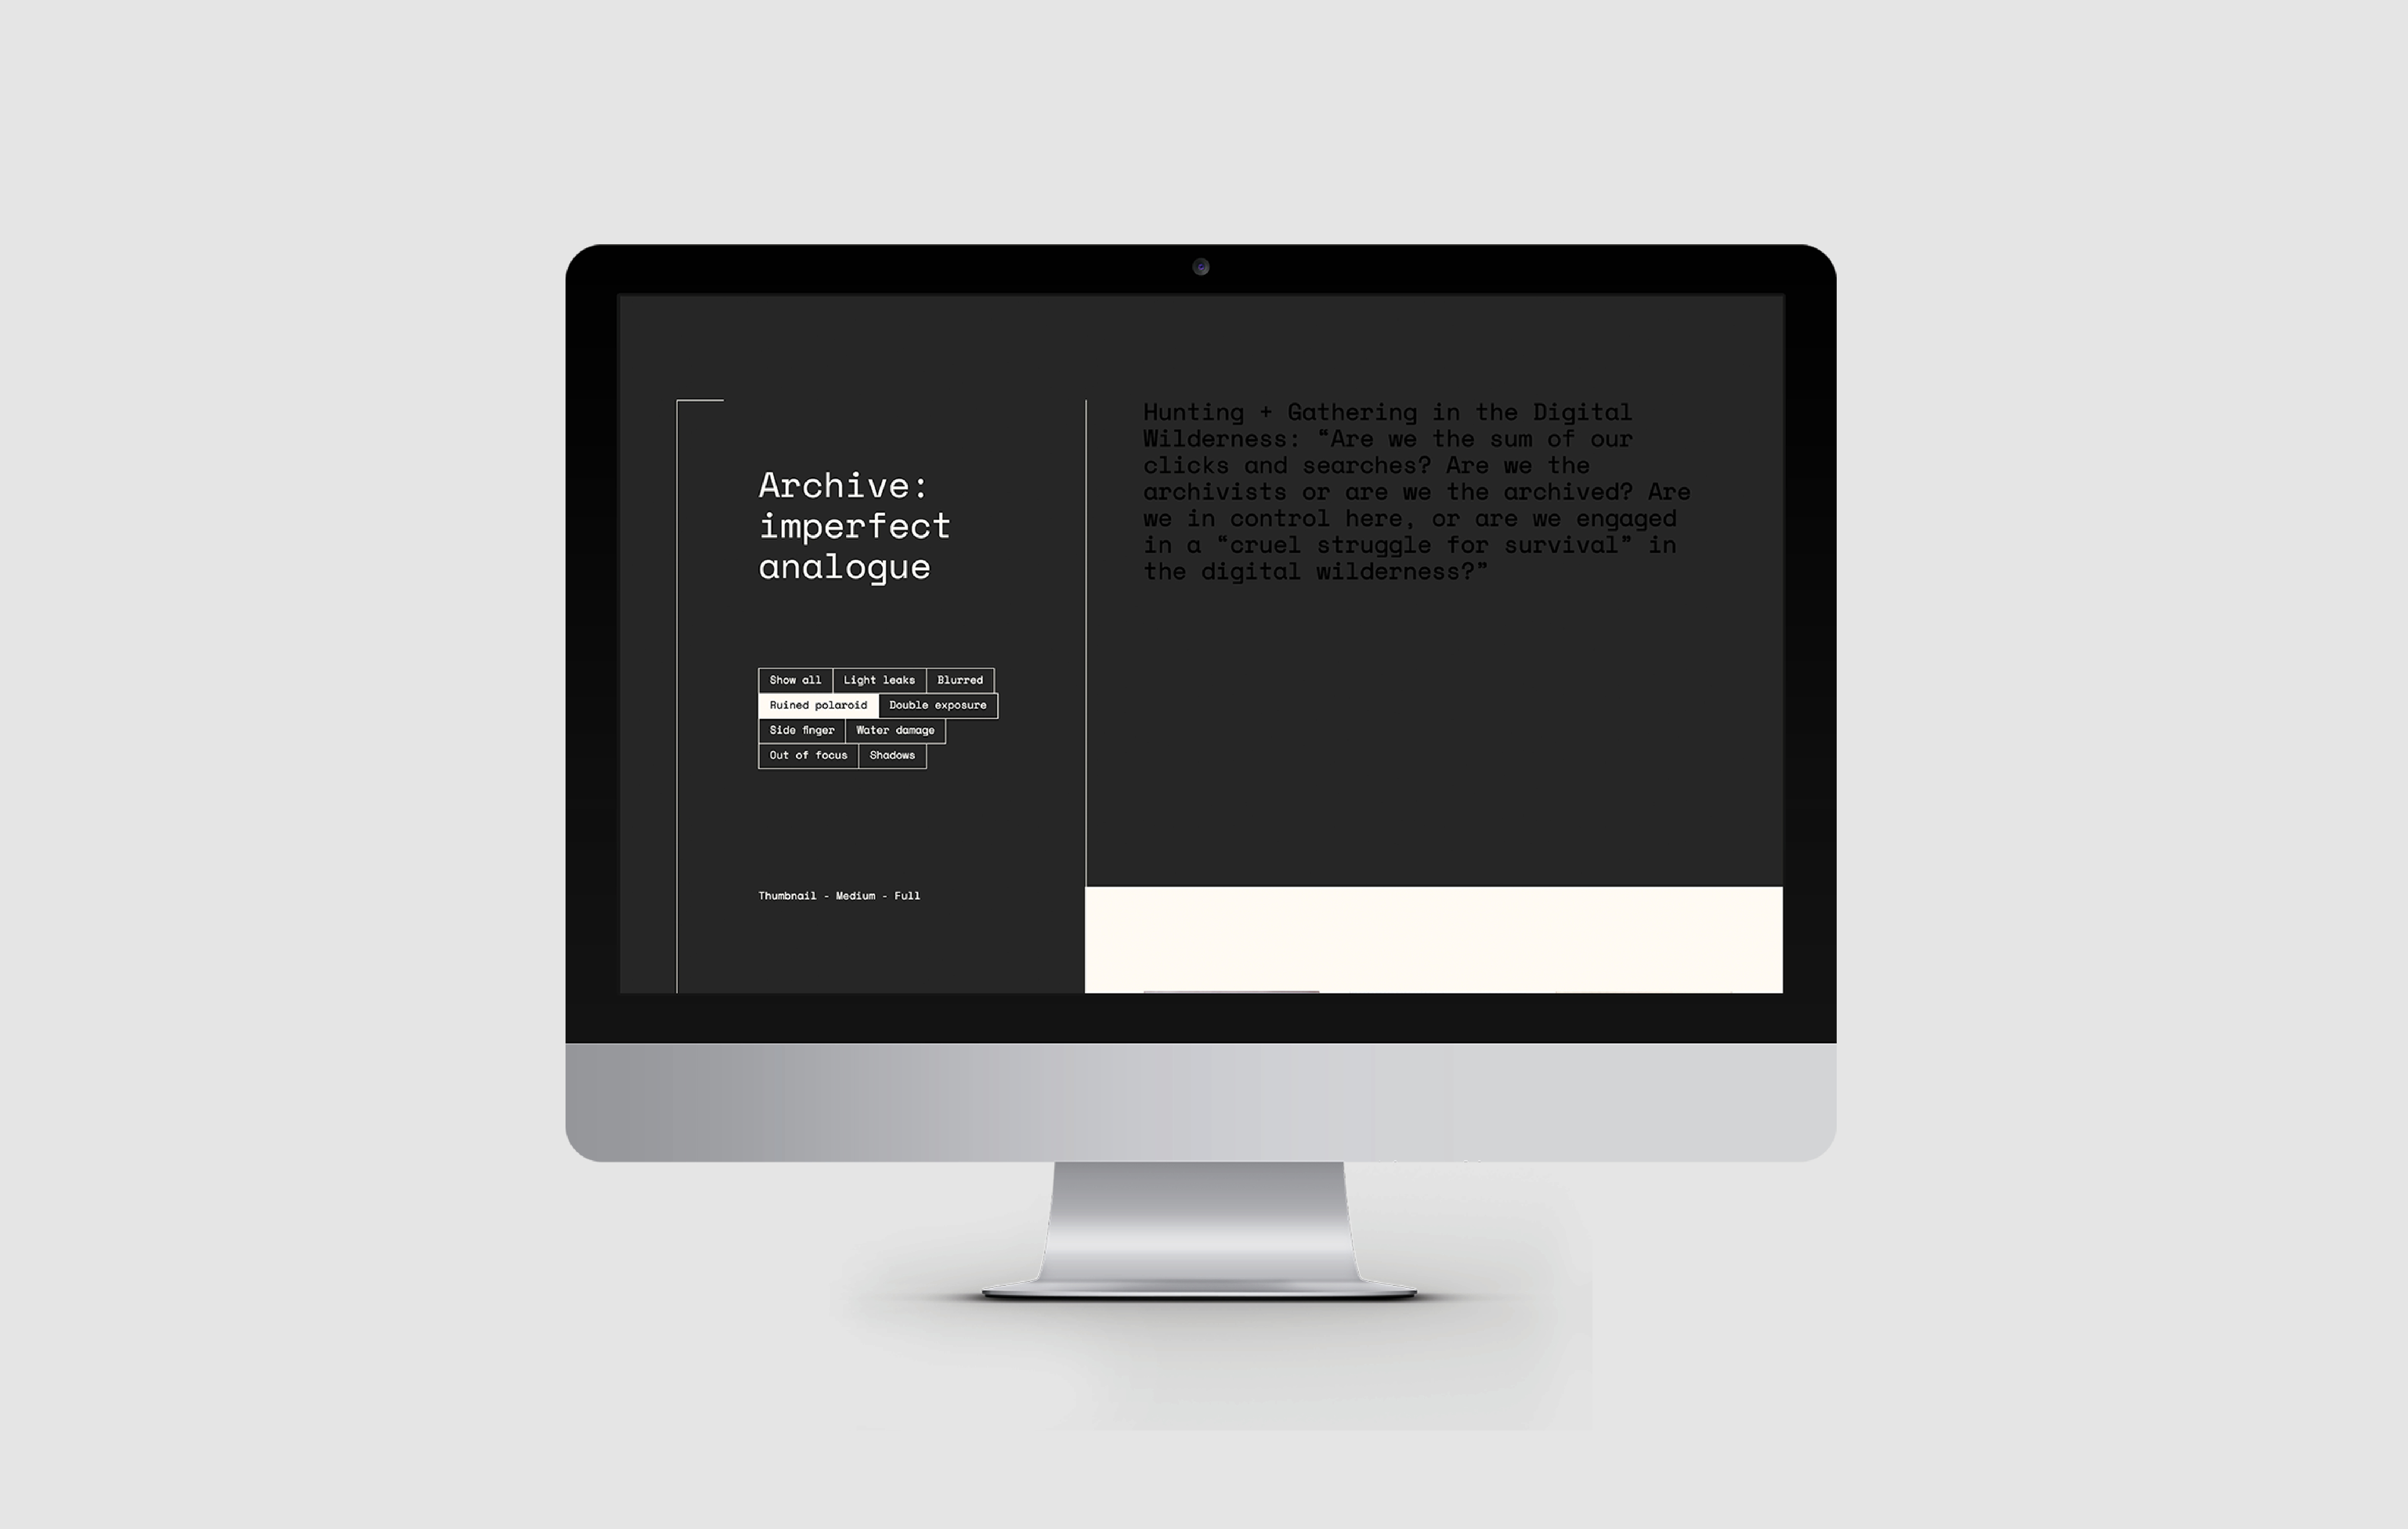 Archive:
imperfect
analogue
Show all Light leaks Blurred
Ruined polaroid Double exposure
Side finger Water damage
Out of focus Shadows
Thumbnail - Medium - Full
Hunting + Gathering in the Digital
Wilderness: “Are we the sum of our
clicks and searches? Are we the
archivists or are we the archived? Are
we in control here, or are we engaged
in a “cruel struggle for survival” in
the digital wilderness?”